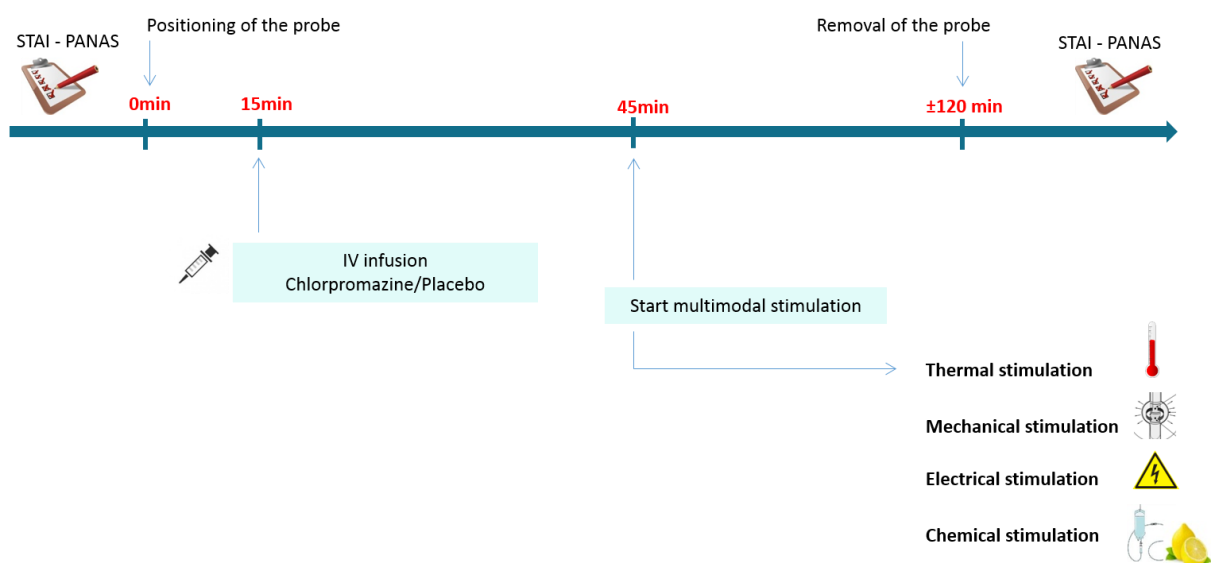 Positioning of the probe
Removal of the probe
STAI - PANAS
STAI - PANAS
0min
15min
45min
±120 min
IV infusion
Chlorpromazine/Placebo
Start multimodal stimulation
Thermal stimulation
Mechanical stimulation
Electrical stimulation
Chemical stimulation